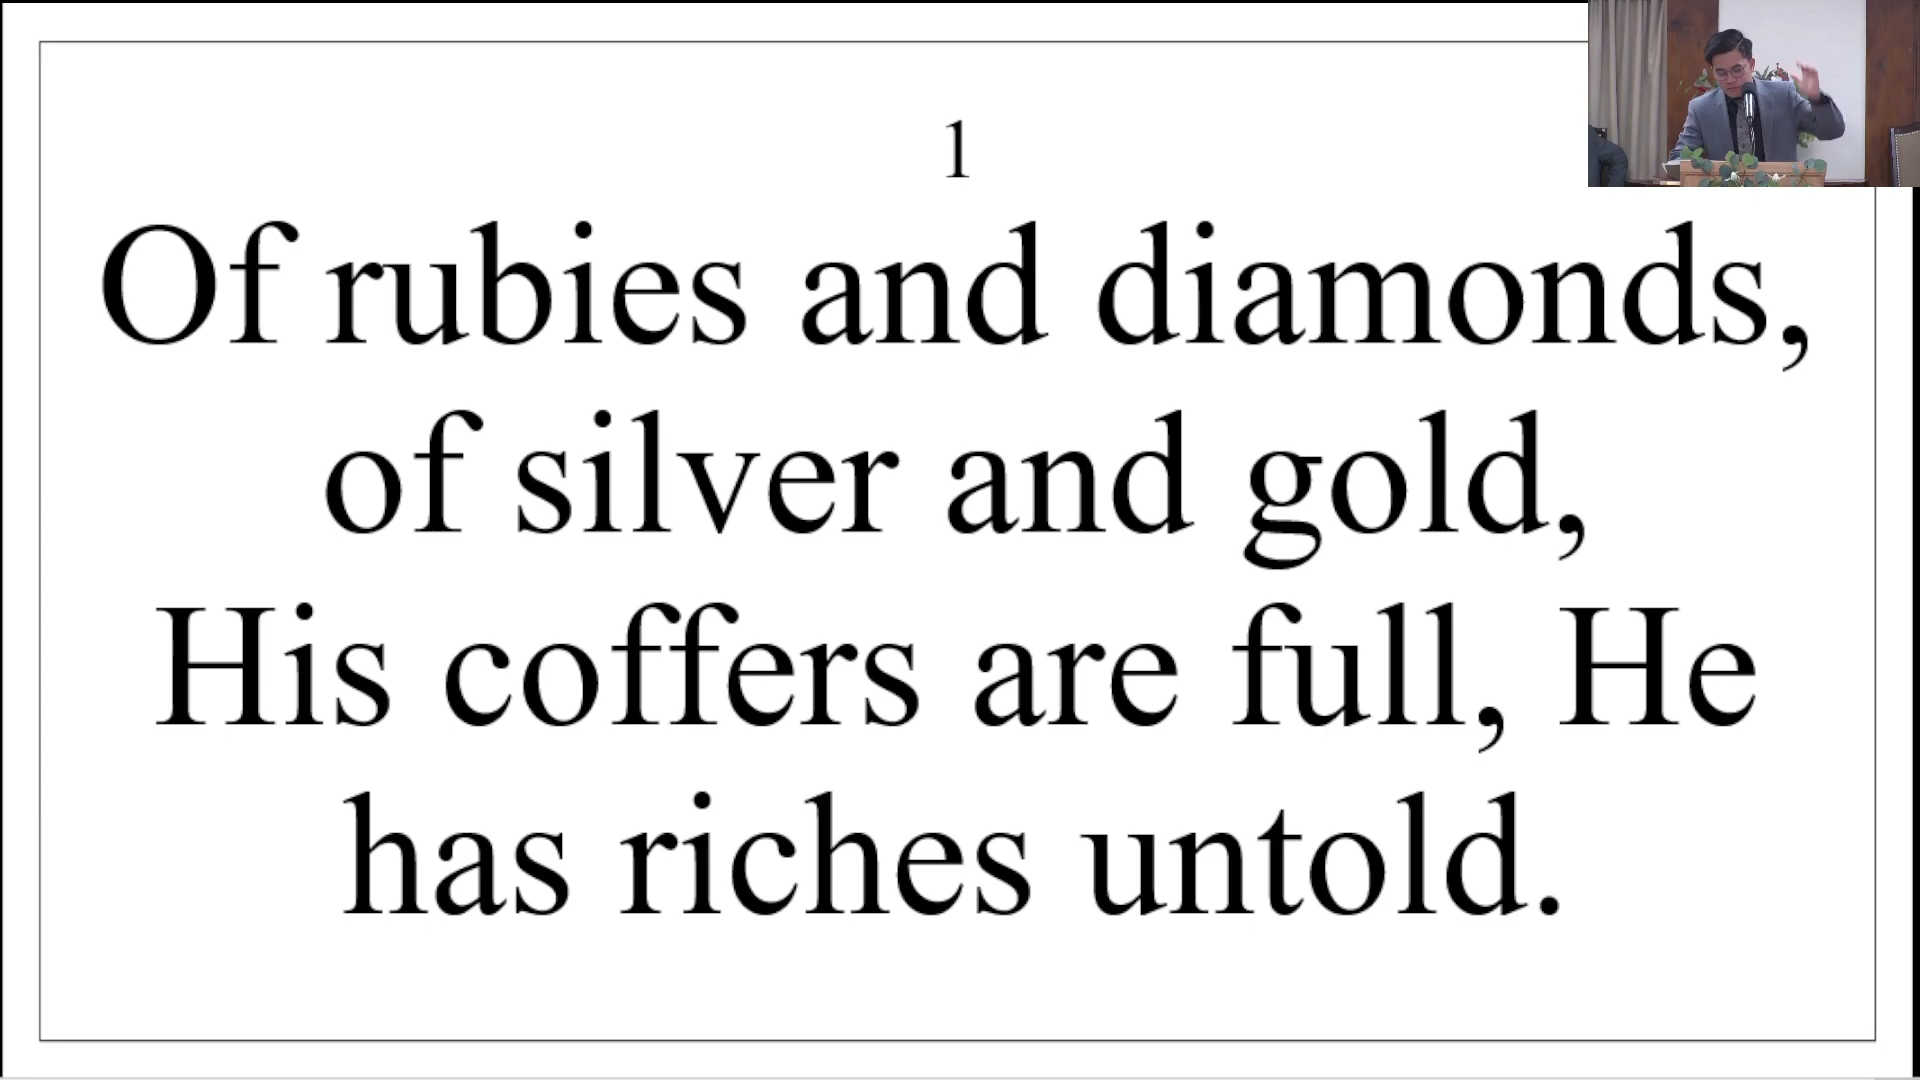 1
Of rubies and diamonds,
of silver and gold,
His coffers are full, He
has riches untold.